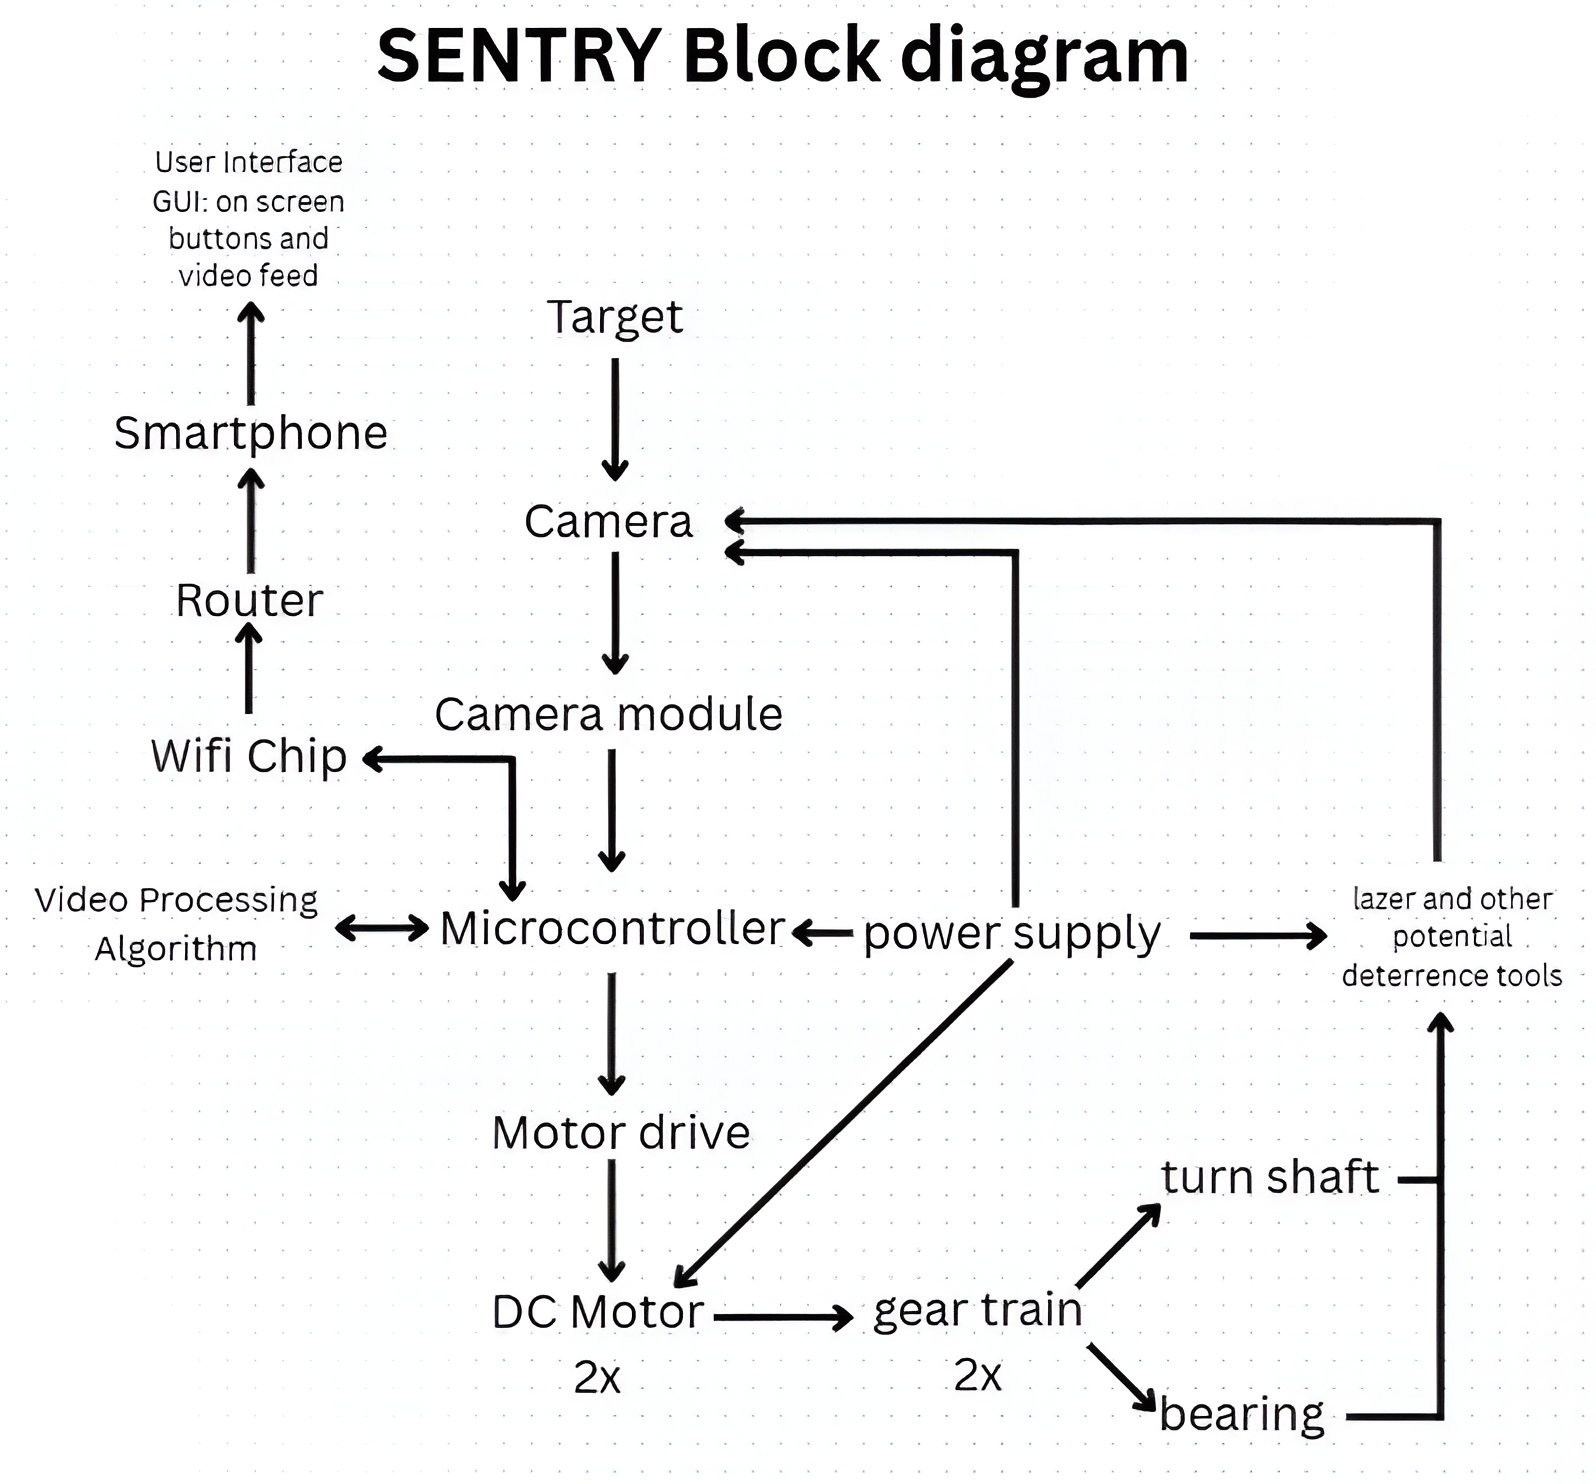 SENTRY Block diagram
User Interface
GUI: on screen
buttons and
video feed
Target
Smartphone
Camera
Router
Camera module
Wifi Chip
Video Processing
Algorithm
Microcontroller
power supply
lazer and other
potential
deterrence tools
Motor drive
turn shaft
DC Motor
2x
gear train
2x
bearing